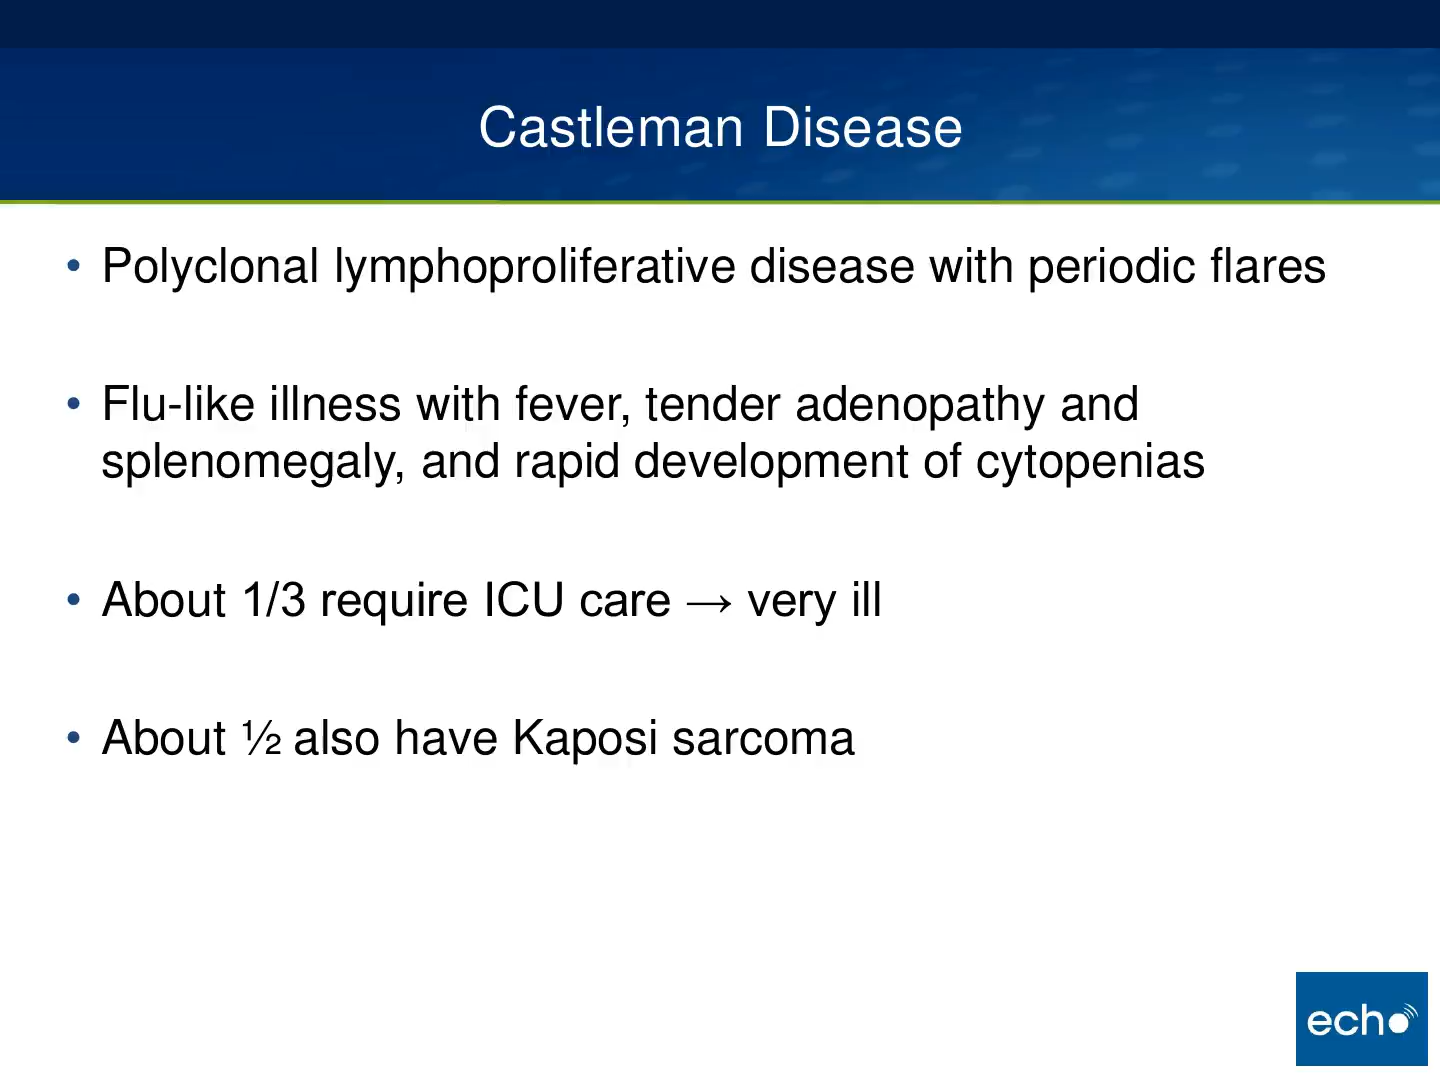 Castleman Disease
• Polyclonal lymphoproliferative disease with periodic flares
• Flu-like illness with fever, tender adenopathy and
splenomegaly, and rapid development of cytopenias
• About 1/3 require ICU care → very ill
• About ½ also have Kaposi sarcoma
echo